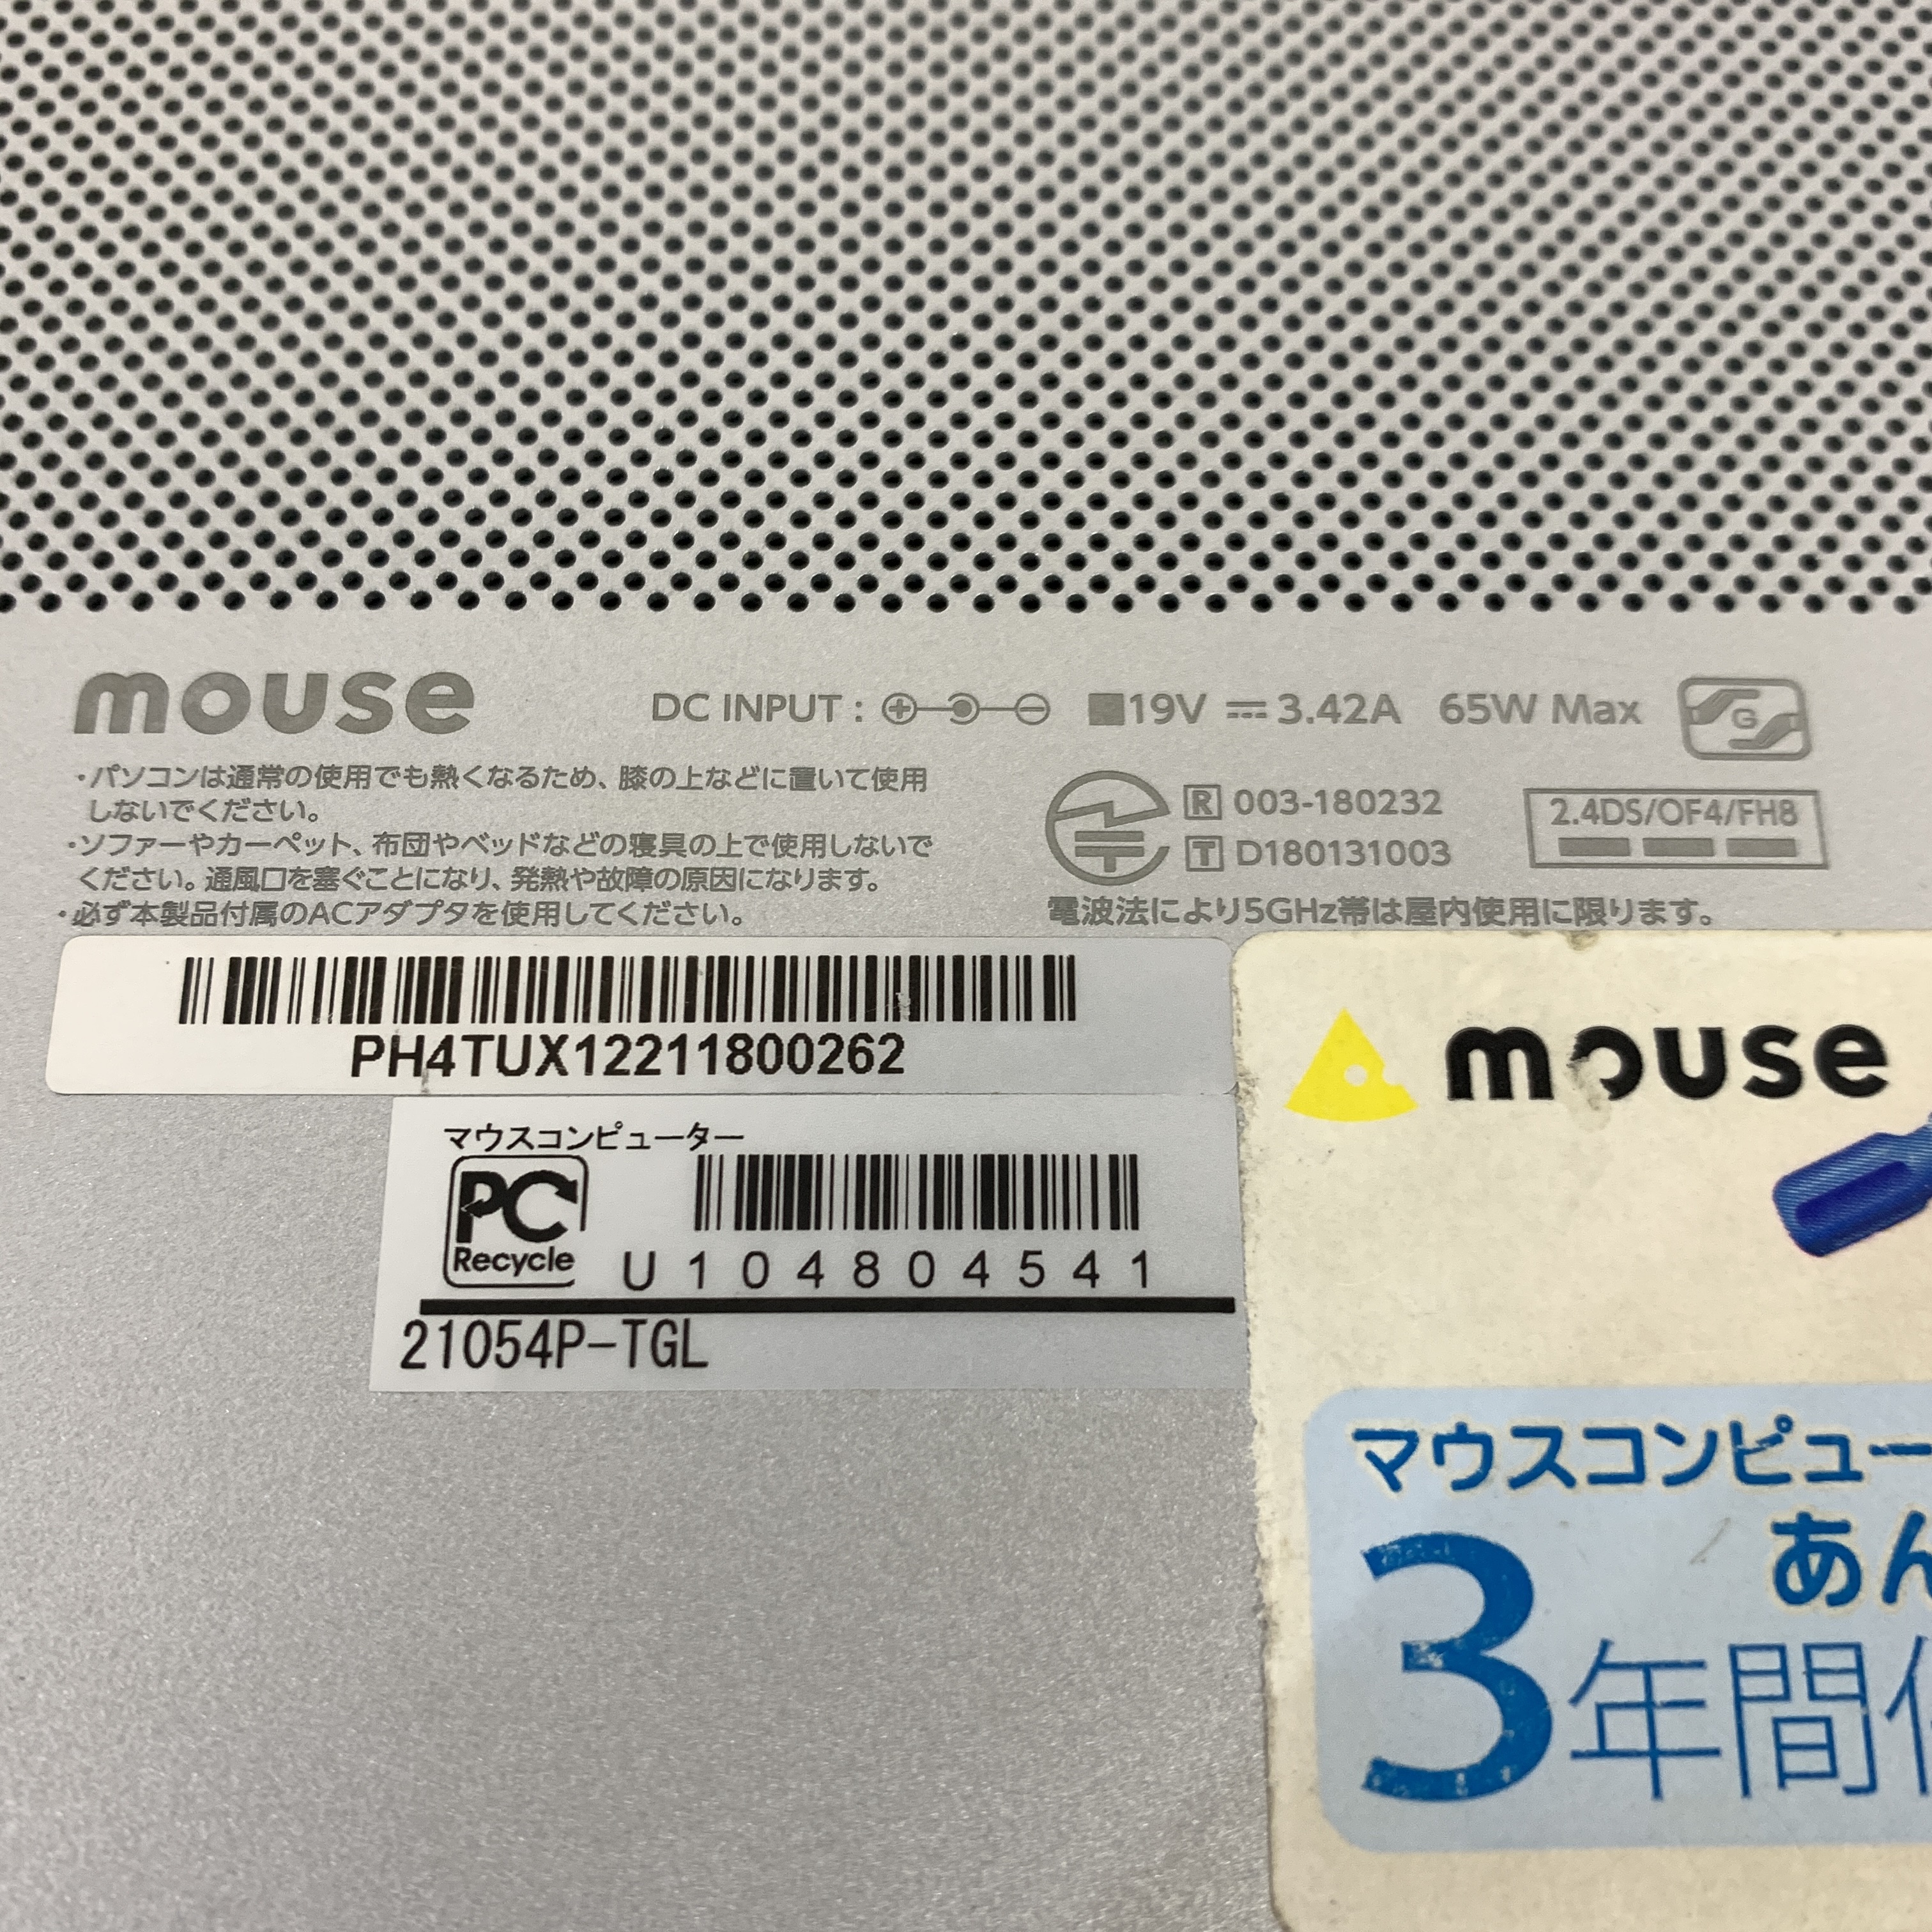 mouse
DC INPUT : 19V 3.42A 65W Max
G
・パソコンは通常の使用でも熱くなるため、膝の上などに置いて使用
しないでください。
・ソファーやカーペット、布団やベッドなどの寝具の上で使用しないで
ください。通風口を塞ぐことになり、発熱や故障の原因になります。
・必ず本製品付属のACアダプタを使用してください。
R 003-180232
T D180131003
2.4DS/OF4/FH8
電波法により5GHz帯は屋内使用に限ります。
PH4TUX12211800262
マウスコンピューター
PC
Recycle
U104804541
21054P-TGL
mouse
マウスコンピュー
あん
3年間